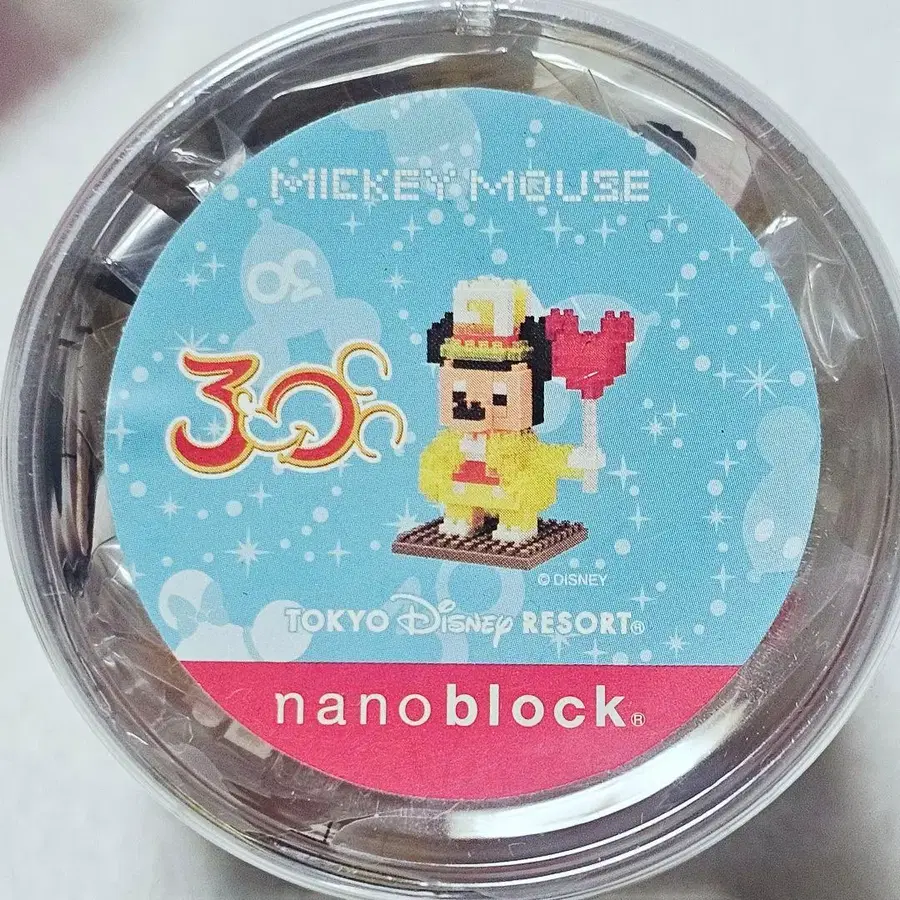 MICKEY MOUSE
30
© DISNEY
TOKYO Disney RESORT®
nanoblock®